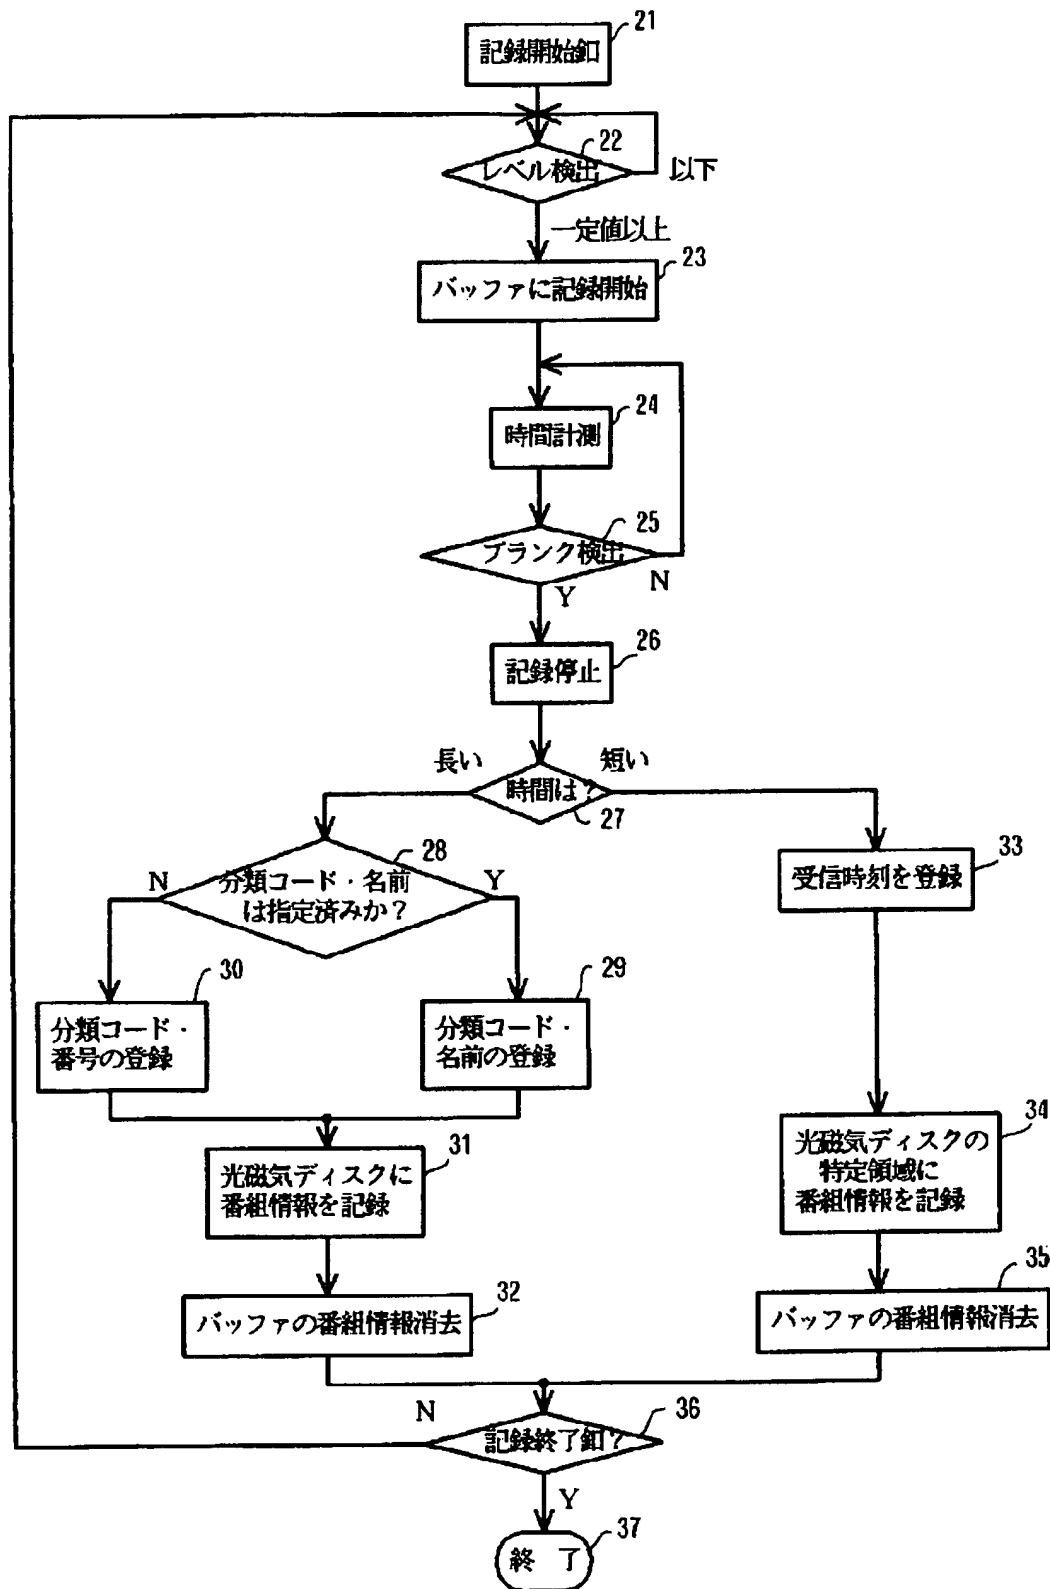 21
記録開始釦
22
レベル検出
以下
一定値以上
23
バッファに記録開始
24
時間計測
25
ブランク検出
N
Y
26
記録停止
長い
短い
時間は？
27
28
N
Y
分類コード・名前
は指定済みか？
33
受信時刻を登録
30
分類コード・
番号の登録
29
分類コード・
名前の登録
31
光磁気ディスクに
番組情報を記録
34
光磁気ディスクの
特定領域に
番組情報を記録
32
バッファの番組情報消去
35
バッファの番組情報消去
N
36
記録終了釦？
Y
37
終 了